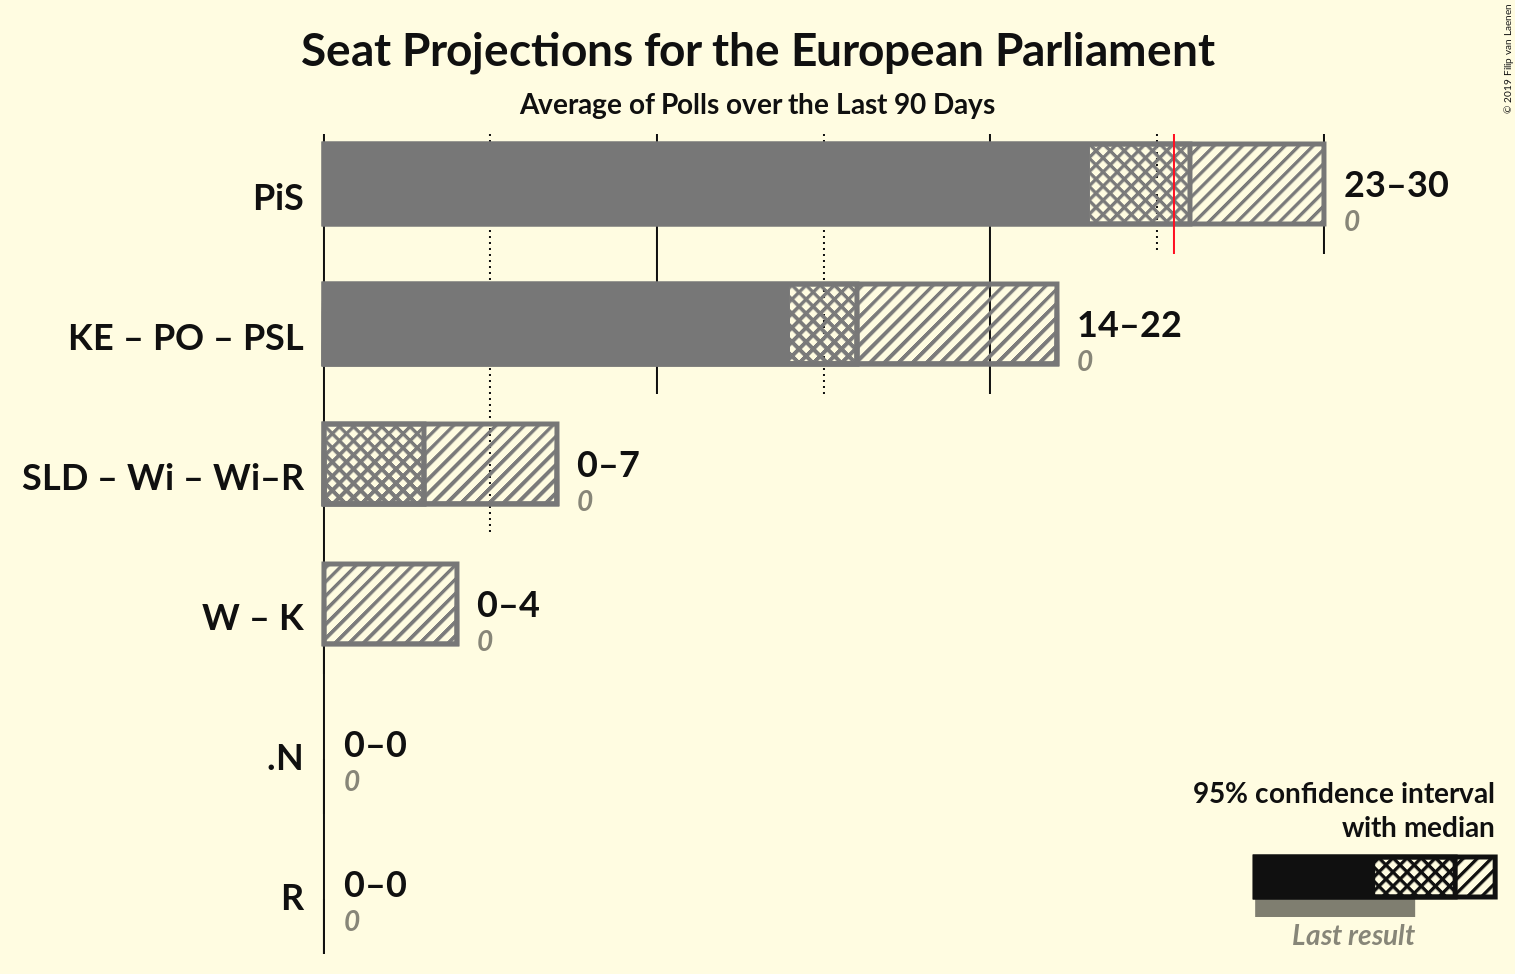 Seat Projections for the European Parliament
Average of Polls over the Last 90 Days
© 2019 Filip van Laenen
PiS
23–30
0
KE – PO – PSL
14–22
0
SLD – Wi – Wi–R
0–7
0
W – K
0–4
0
.N
0–0
0
R
0–0
0
95% confidence interval
with median
Last result